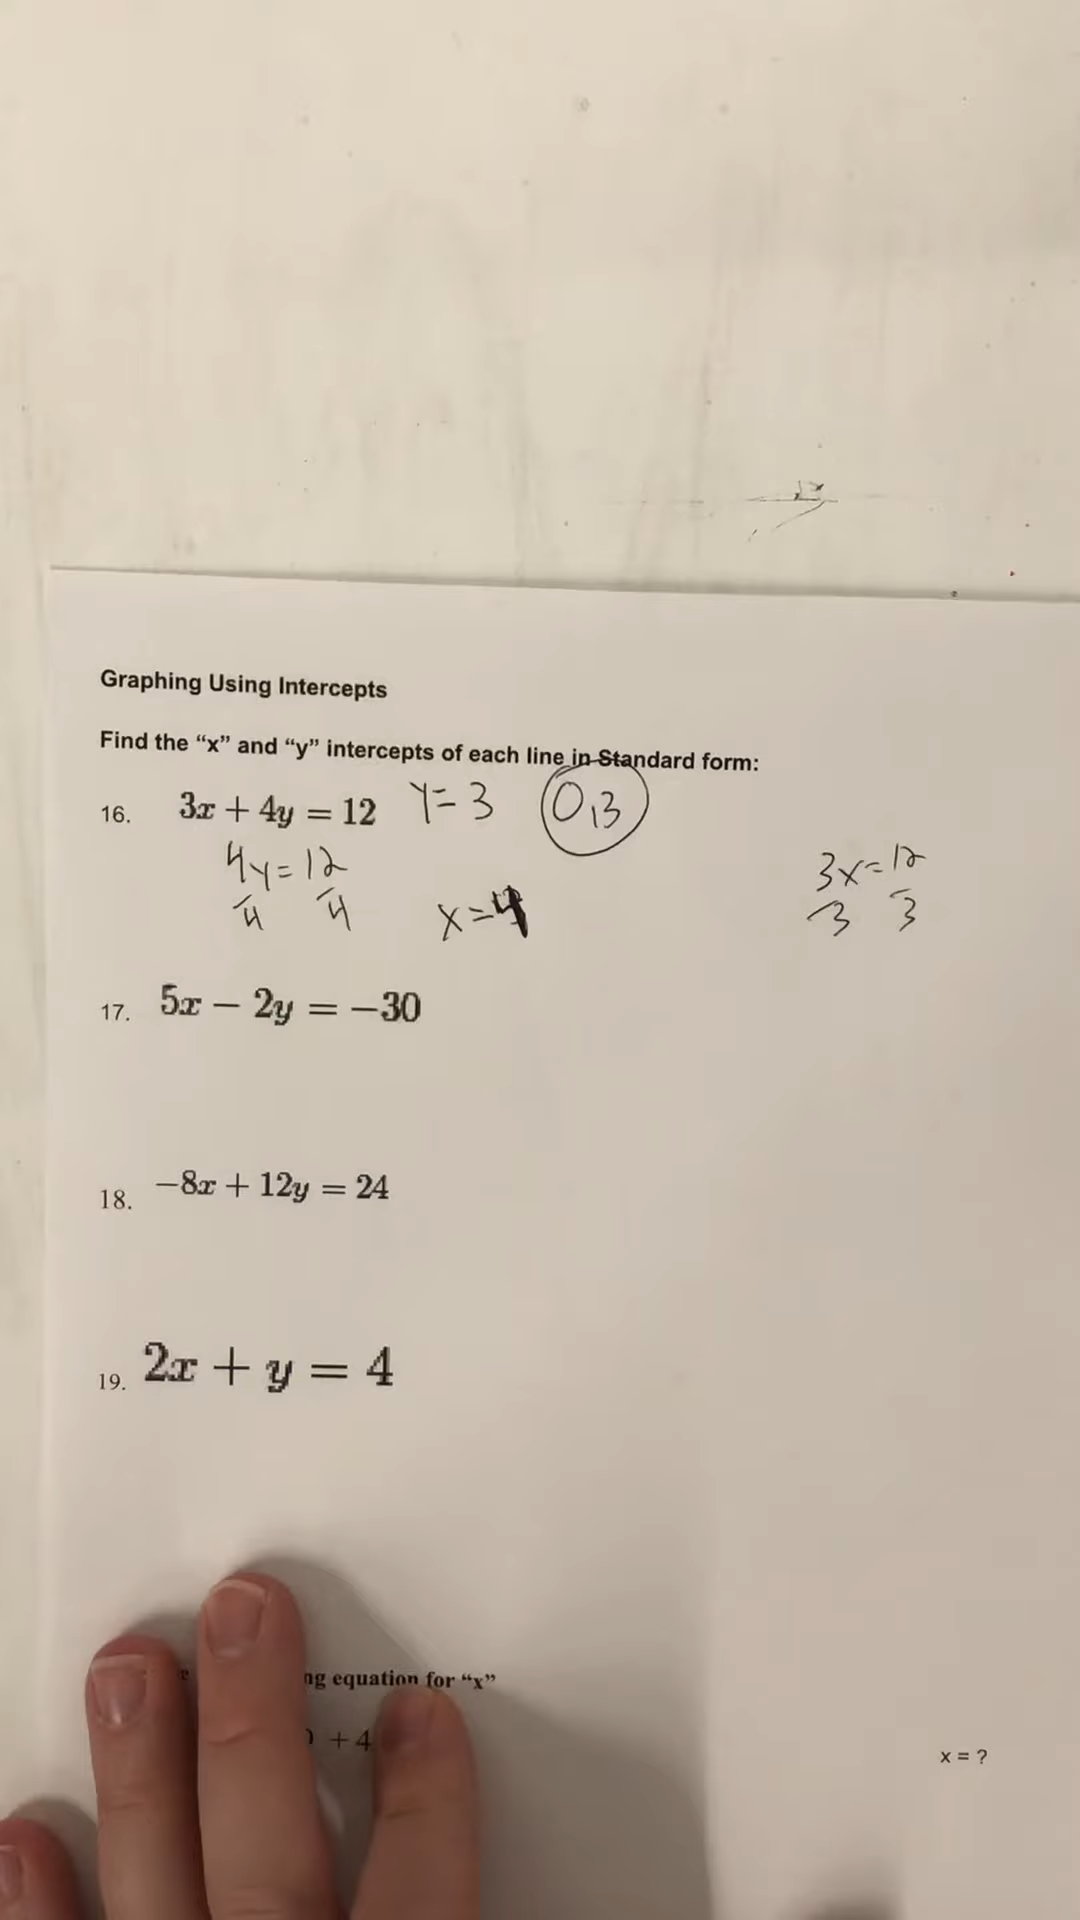 Graphing Using Intercepts
Find the “x” and “y” intercepts of each line in Standard form:
16. 3x + 4y = 12 Y = 3 0,3
4y = 12 3x = 12
4 4 x = 4 3 3
17. 5x − 2y = −30
18. −8x + 12y = 24
19. 2x + y = 4
equation for “x”
+ 4
x = ?